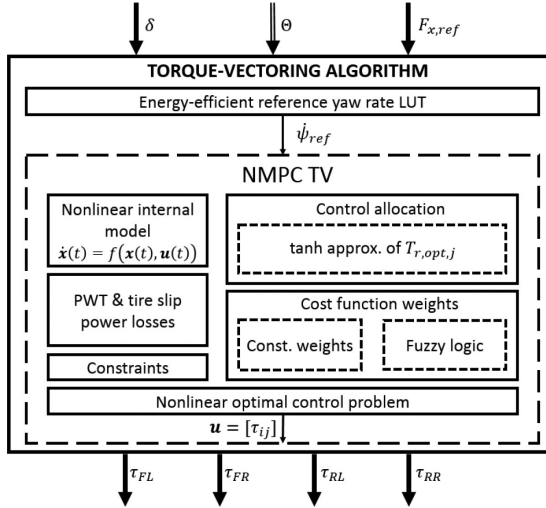 δ Θ F_{x,ref}
TORQUE-VECTORING ALGORITHM
Energy-efficient reference yaw rate LUT
ψ̇_{ref}
NMPC TV
Nonlinear internal
model
ẋ(t) = f(x(t), u(t))
PWT & tire slip
power losses
Constraints
Control allocation
tanh approx. of T_{r,opt,j}
Cost function weights
Const. weights
Fuzzy logic
Nonlinear optimal control problem
u = [τ_{ij}]
τ_{FL} τ_{FR} τ_{RL} τ_{RR}